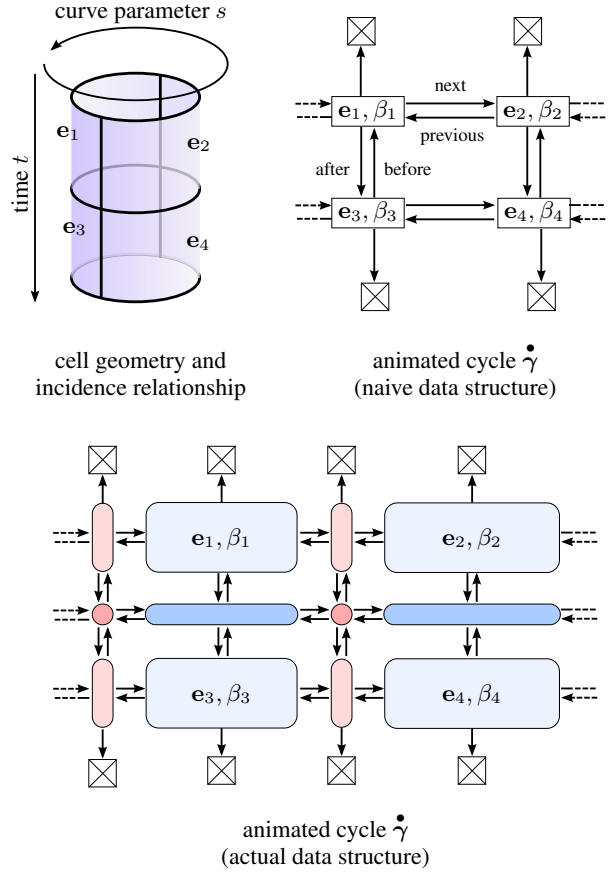 curve parameter s
time t
e₁
e₂
e₃
e₄
cell geometry and
incidence relationship
e₁, β₁
next
e₂, β₂
previous
after
before
e₃, β₃
e₄, β₄
animated cycle γ̇
(naive data structure)
e₁, β₁
e₂, β₂
e₃, β₃
e₄, β₄
animated cycle γ̇
(actual data structure)